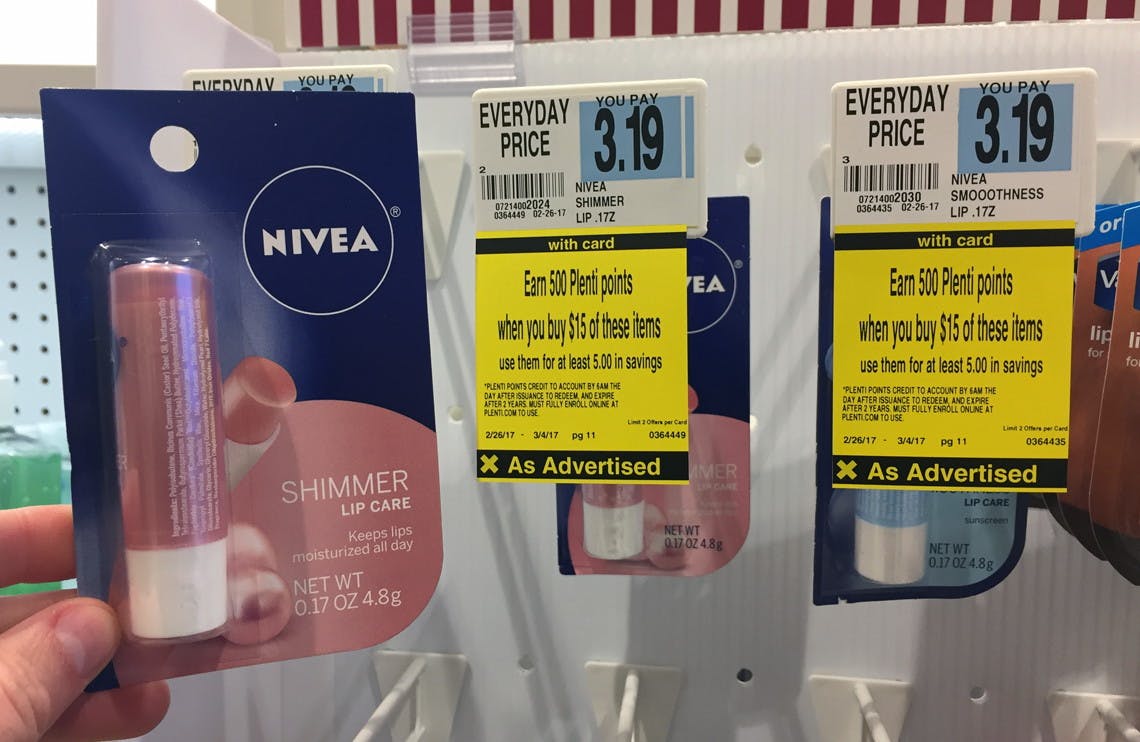 EVERYDAY
YOU PAY
NIVEA
®
SHIMMER
LIP CARE
Keeps lips
moisturized all day
NET WT
0.17 OZ 4.8g
EVERYDAY
PRICE
YOU PAY
3.19
2
07214002024
0364449 02-26-17
NIVEA
SHIMMER
LIP .17Z
with card
Earn 500 Plenti points
when you buy $15 of these items
use them for at least 5.00 in savings
*PLENTI POINTS CREDIT TO ACCOUNT BY 6AM THE
DAY AFTER ISSUANCE TO REDEEM, AND EXPIRE
AFTER 2 YEARS. MUST FULLY ENROLL ONLINE AT
PLENTI.COM TO USE.
Limit 2 Offers per Card
2/26/17 - 3/4/17 pg 11 0364449
As Advertised
VEA
®
MMER
LIP CARE
NET WT
0.17 OZ 4.8g
EVERYDAY
PRICE
YOU PAY
3.19
3
07214002030
0364435 02-26-17
NIVEA
SMOOOTHNESS
LIP .17Z
with card
Earn 500 Plenti points
when you buy $15 of these items
use them for at least 5.00 in savings
*PLENTI POINTS CREDIT TO ACCOUNT BY 6AM THE
DAY AFTER ISSUANCE TO REDEEM, AND EXPIRE
AFTER 2 YEARS. MUST FULLY ENROLL ONLINE AT
PLENTI.COM TO USE.
Limit 2 Offers per Card
2/26/17 - 3/4/17 pg 11 0364435
As Advertised
LIP CARE
sunscreen
NET WT
0.17 OZ 4.8g
or
lip
for